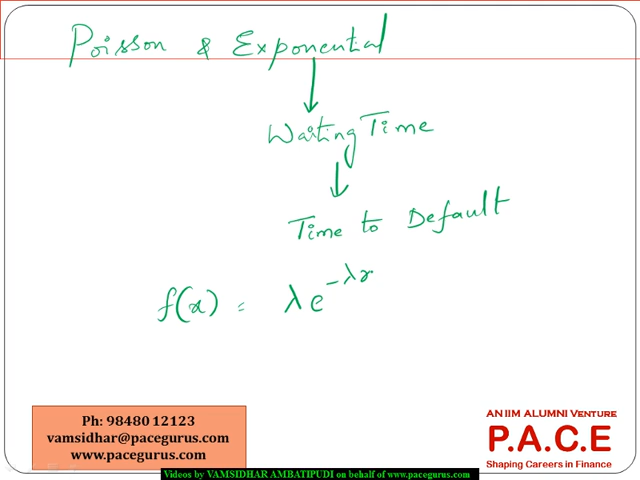 Poisson & Exponential
Waiting Time
Time to Default
f(x) = λe^-λx
Ph: 98480 12123
vamsidhar@pacegurus.com
www.pacegurus.com
AN IIM ALUMNI VENTURE
P.A.C.E
Shaping Careers in Finance
Videos by VAMSIDHAR AMBATIPUDI on behalf of www.pacegurus.com